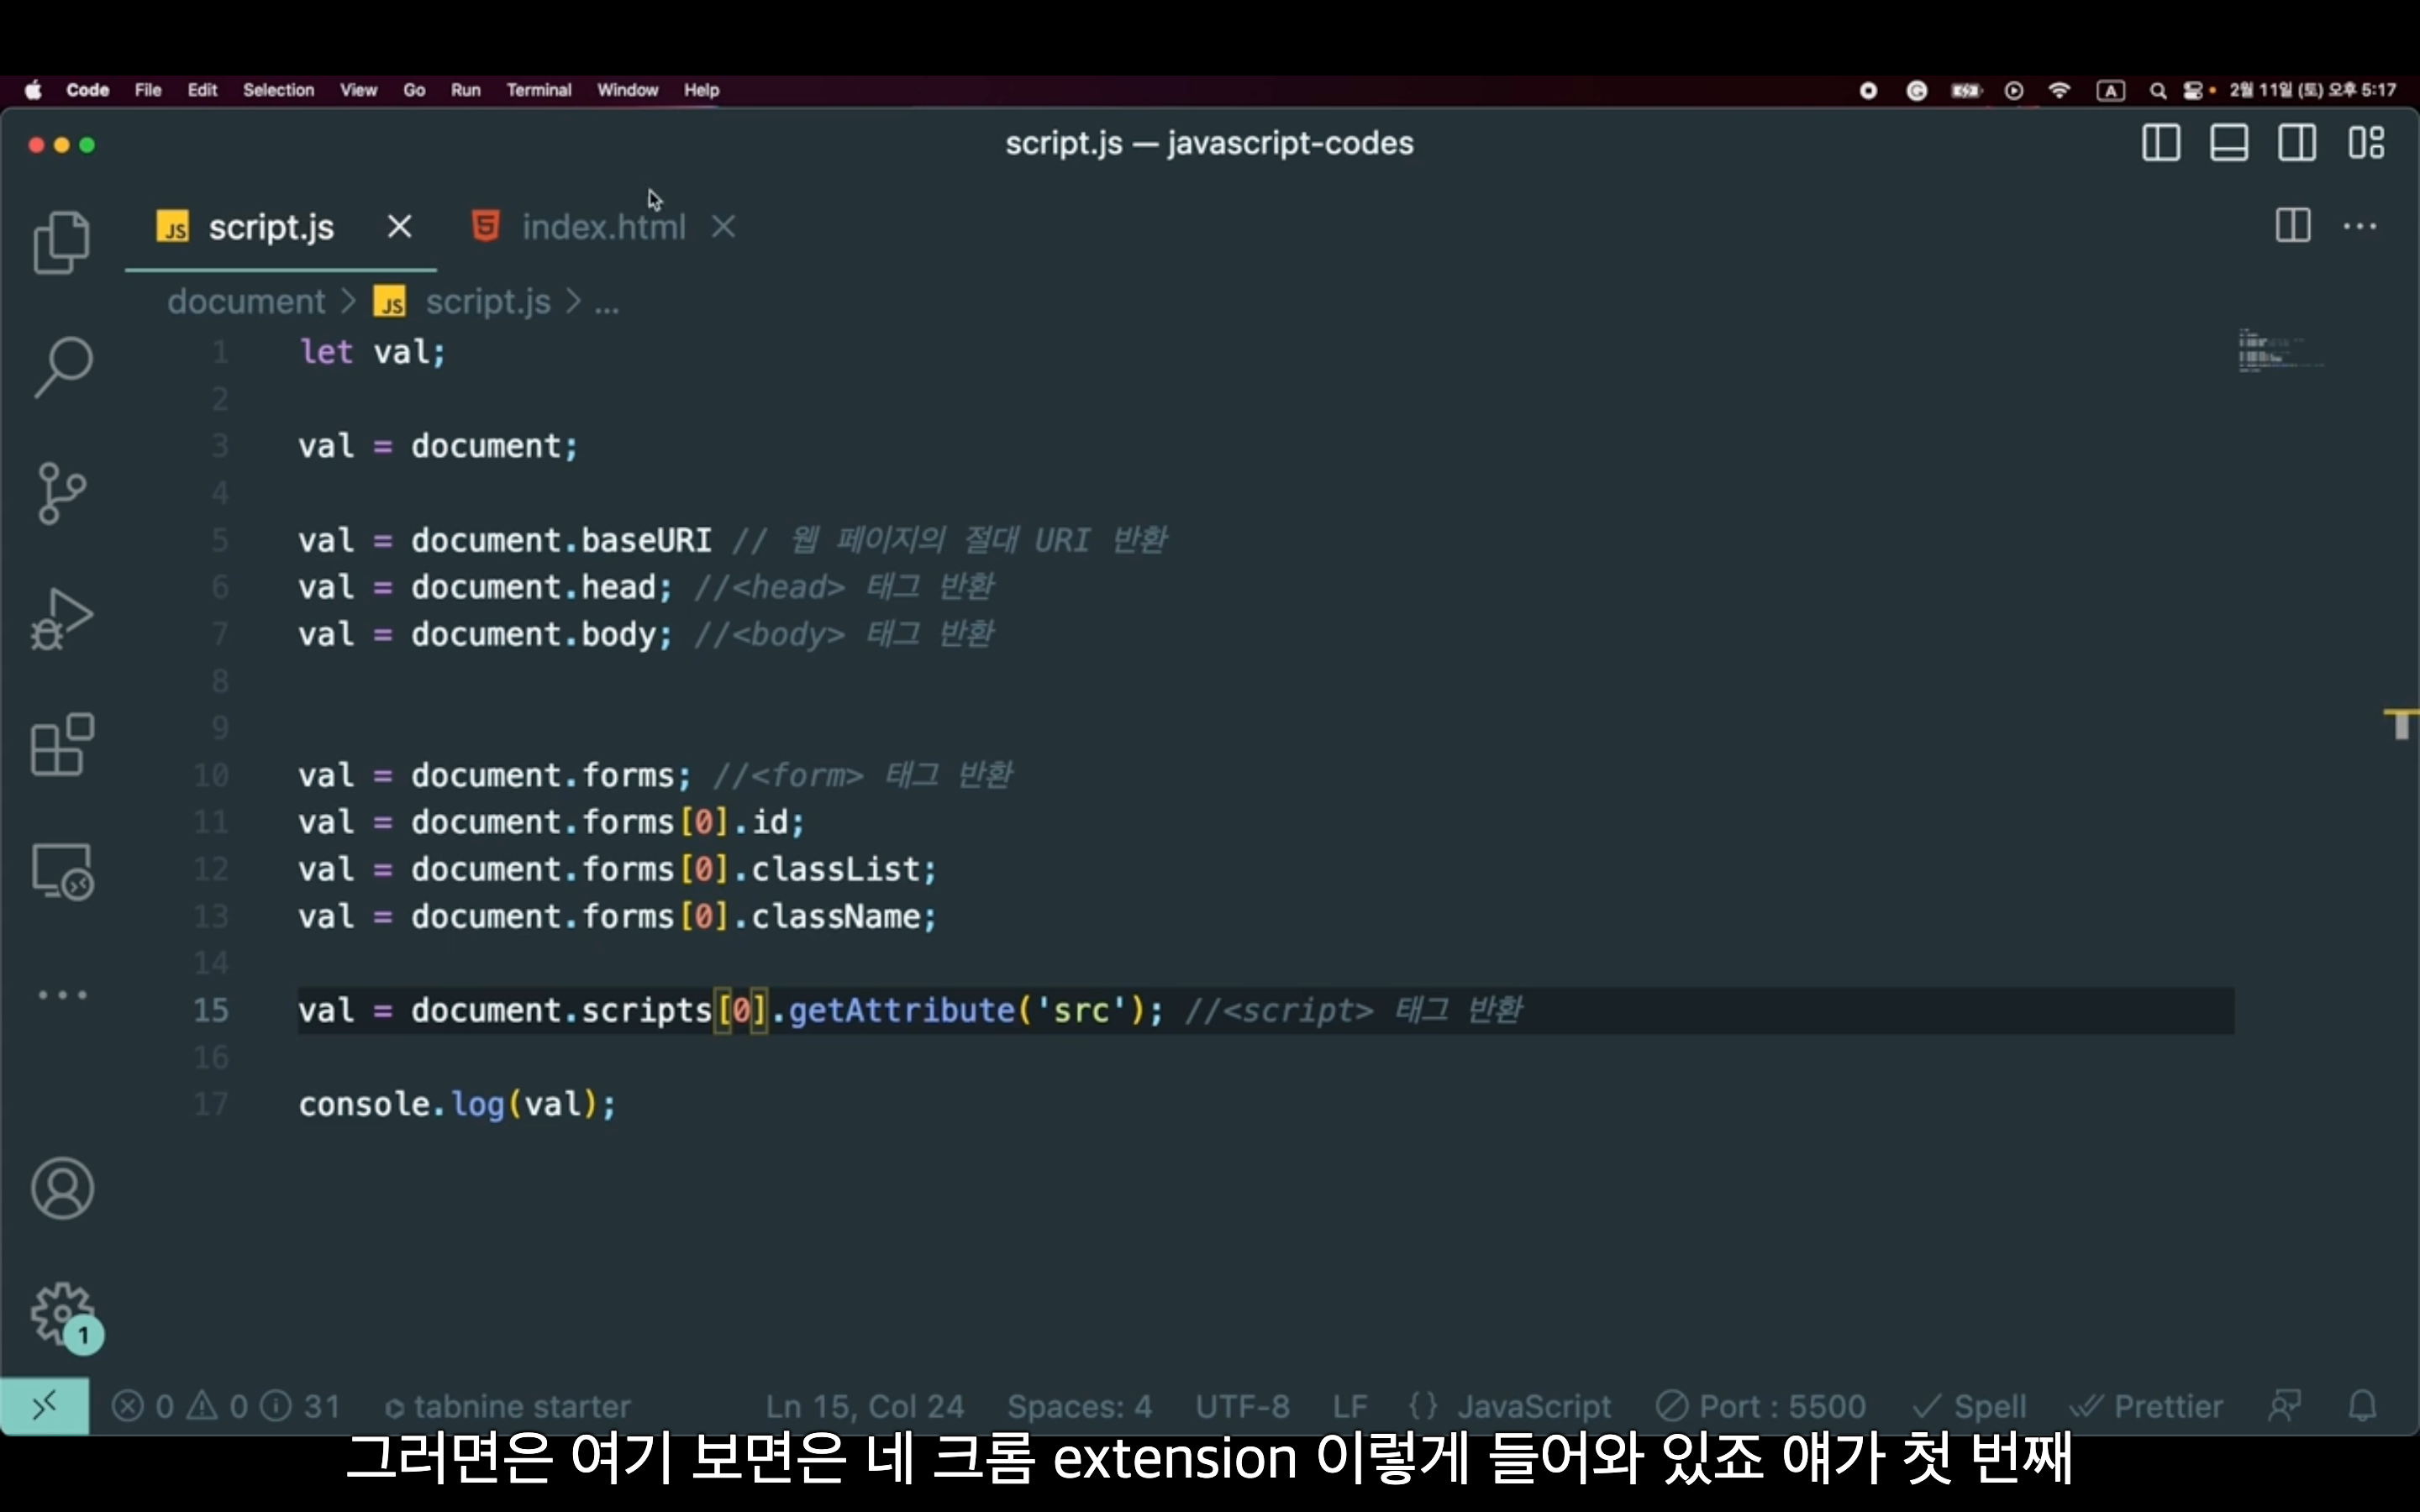 Code File Edit Selection View Go Run Terminal Window Help A 2월 11일 (토) 오후 5:17
script.js — javascript-codes
JS script.js index.html
document > JS script.js > ...
1 let val;
2
3 val = document;
4
5 val = document.baseURI // 웹 페이지의 절대 URI 반환
6 val = document.head; //<head> 태그 반환
7 val = document.body; //<body> 태그 반환
8
9
10 val = document.forms; //<form> 태그 반환
11 val = document.forms[0].id;
12 val = document.forms[0].classList;
13 val = document.forms[0].className;
14
15 val = document.scripts[0].getAttribute('src'); //<script> 태그 반환
16
17 console.log(val);
1
0 0 31 tabnine starter Ln 15, Col 24 Spaces: 4 UTF-8 LF {} JavaScript Port : 5500 Spell Prettier
그러면은 여기 보면은 네 크롬 extension 이렇게 들어와 있죠 얘가 첫 번째